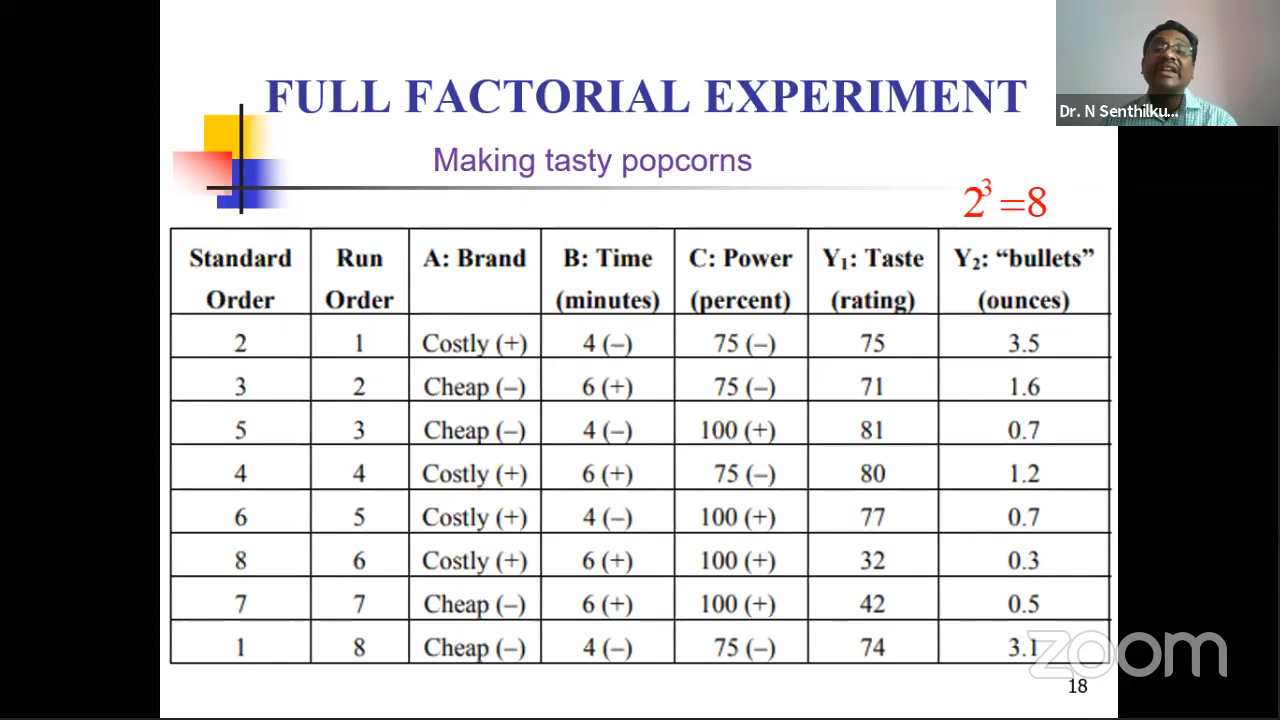 FULL FACTORIAL EXPERIMENT
Dr. N Senthilku...
Making tasty popcorns
2³=8
Standard Order Run Order A: Brand B: Time (minutes) C: Power (percent) Y₁: Taste (rating) Y₂: “bullets” (ounces)
2 1 Costly (+) 4 (–) 75 (–) 75 3.5
3 2 Cheap (–) 6 (+) 75 (–) 71 1.6
5 3 Cheap (–) 4 (–) 100 (+) 81 0.7
4 4 Costly (+) 6 (+) 75 (–) 80 1.2
6 5 Costly (+) 4 (–) 100 (+) 77 0.7
8 6 Costly (+) 6 (+) 100 (+) 32 0.3
7 7 Cheap (–) 6 (+) 100 (+) 42 0.5
1 8 Cheap (–) 4 (–) 75 (–) 74 3.1
zoom
18